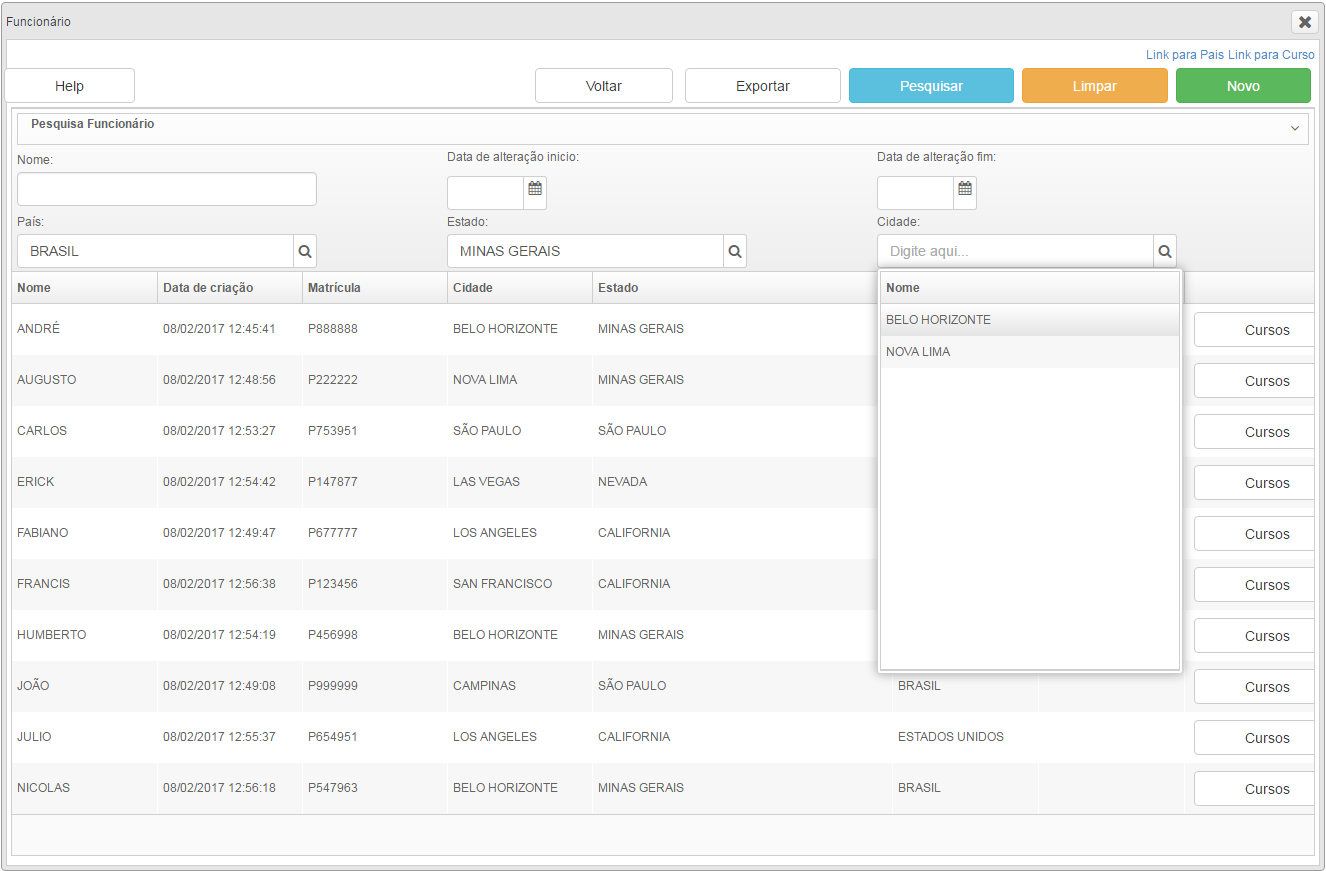 Funcionário
Link para Pais Link para Curso
Help Voltar Exportar Pesquisar Limpar Novo
Pesquisa Funcionário
Nome: Data de alteração inicio: Data de alteração fim:
País: Estado: Cidade:
BRASIL MINAS GERAIS Digite aqui...
Nome Data de criação Matrícula Cidade Estado Nome
BELO HORIZONTE
ANDRÉ 08/02/2017 12:45:41 P888888 BELO HORIZONTE MINAS GERAIS Cursos
NOVA LIMA
AUGUSTO 08/02/2017 12:48:56 P222222 NOVA LIMA MINAS GERAIS Cursos
CARLOS 08/02/2017 12:53:27 P753951 SÃO PAULO SÃO PAULO Cursos
ERICK 08/02/2017 12:54:42 P147877 LAS VEGAS NEVADA Cursos
FABIANO 08/02/2017 12:49:47 P677777 LOS ANGELES CALIFORNIA Cursos
FRANCIS 08/02/2017 12:56:38 P123456 SAN FRANCISCO CALIFORNIA Cursos
HUMBERTO 08/02/2017 12:54:19 P456998 BELO HORIZONTE MINAS GERAIS Cursos
JOÃO 08/02/2017 12:49:08 P999999 CAMPINAS SÃO PAULO BRASIL Cursos
JULIO 08/02/2017 12:55:37 P654951 LOS ANGELES CALIFORNIA ESTADOS UNIDOS Cursos
NICOLAS 08/02/2017 12:56:18 P547963 BELO HORIZONTE MINAS GERAIS BRASIL Cursos